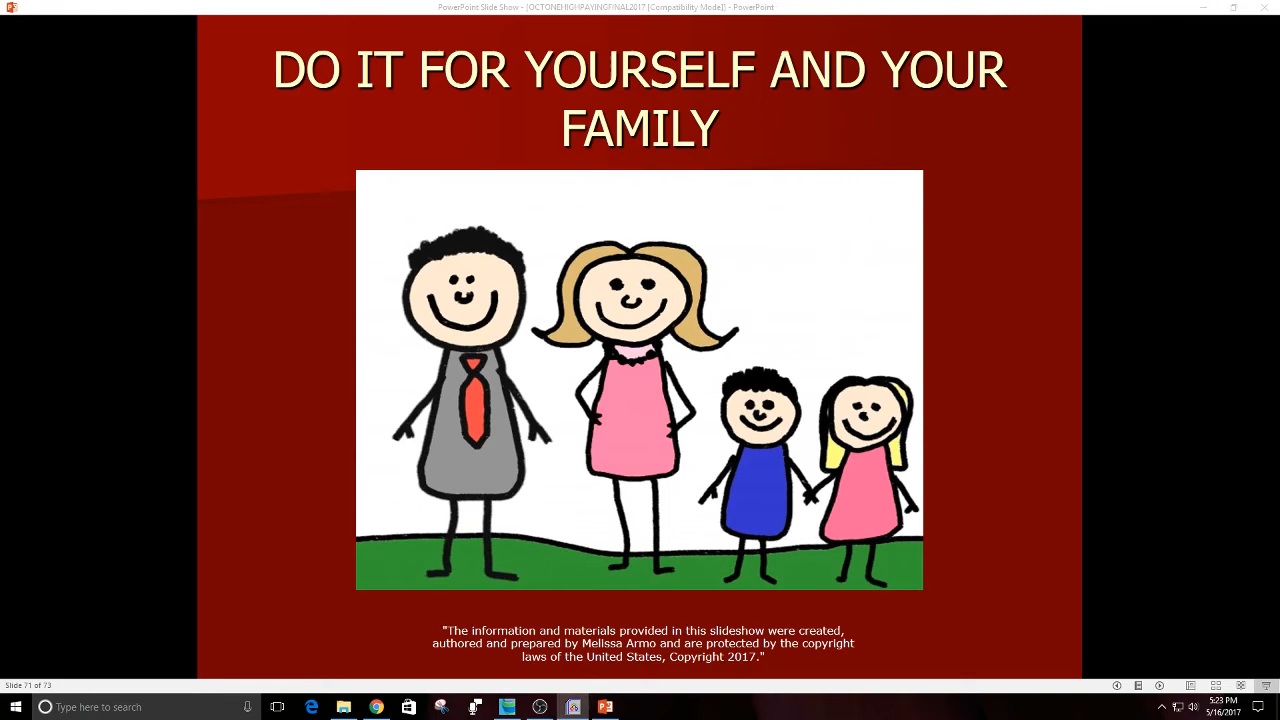 PowerPoint Slide Show - [OCTONEHIGHPAYINGFINAL2017 [Compatibility Mode]] - PowerPoint
DO IT FOR YOURSELF AND YOUR
FAMILY
"The information and materials provided in this slideshow were created,
authored and prepared by Melissa Armo and are protected by the copyright
laws of the United States, Copyright 2017."
Slide 71 of 73
Type here to search
5:23 PM
5/16/2017